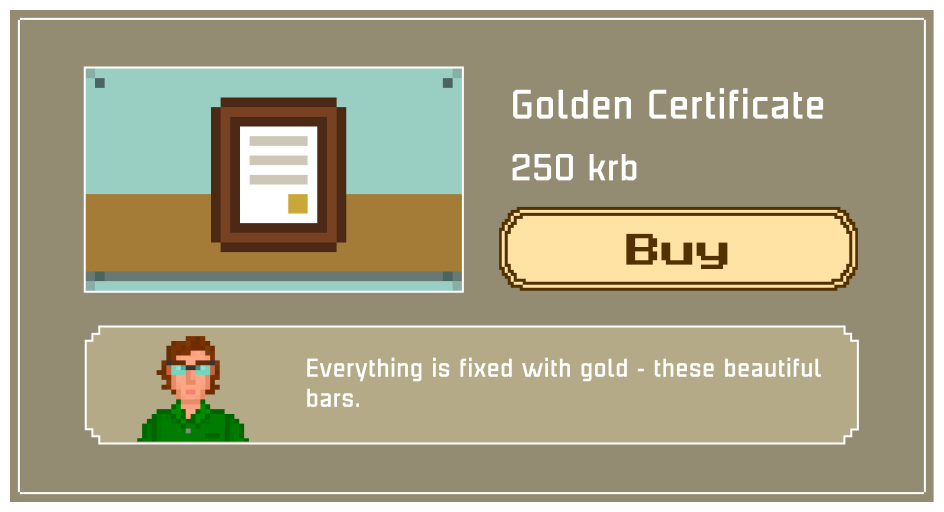 Golden Certificate
250 krb
Buy
Everything is fixed with gold - these beautiful
bars.